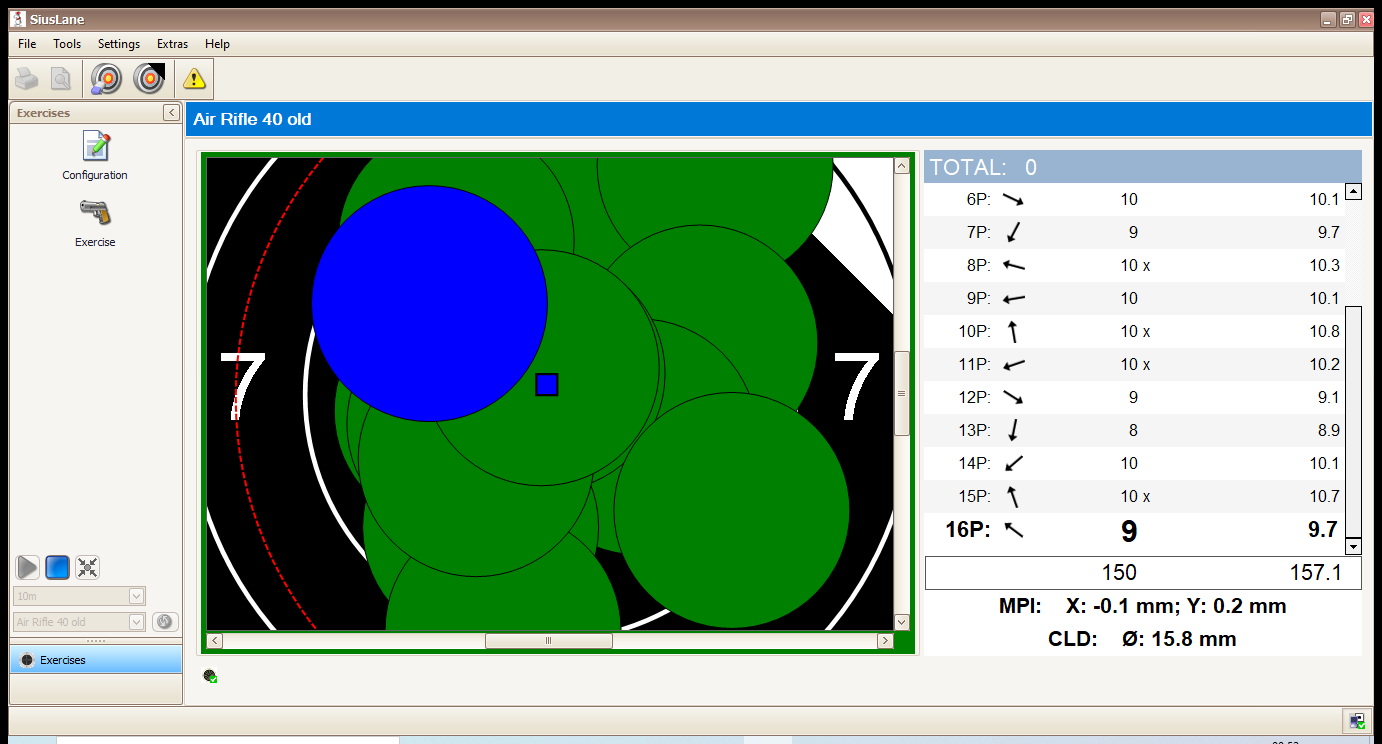 SiusLane
File Tools Settings Extras Help
Exercises
Configuration
Exercise
10m
Air Rifle 40 old
Exercises
Air Rifle 40 old
7 7
TOTAL: 0
6P: 10 10.1
7P: 9 9.7
8P: 10 x 10.3
9P: 10 10.1
10P: 10 x 10.8
11P: 10 x 10.2
12P: 9 9.1
13P: 8 8.9
14P: 10 10.1
15P: 10 x 10.7
16P: 9 9.7
150 157.1
MPI: X: -0.1 mm; Y: 0.2 mm
CLD: Ø: 15.8 mm